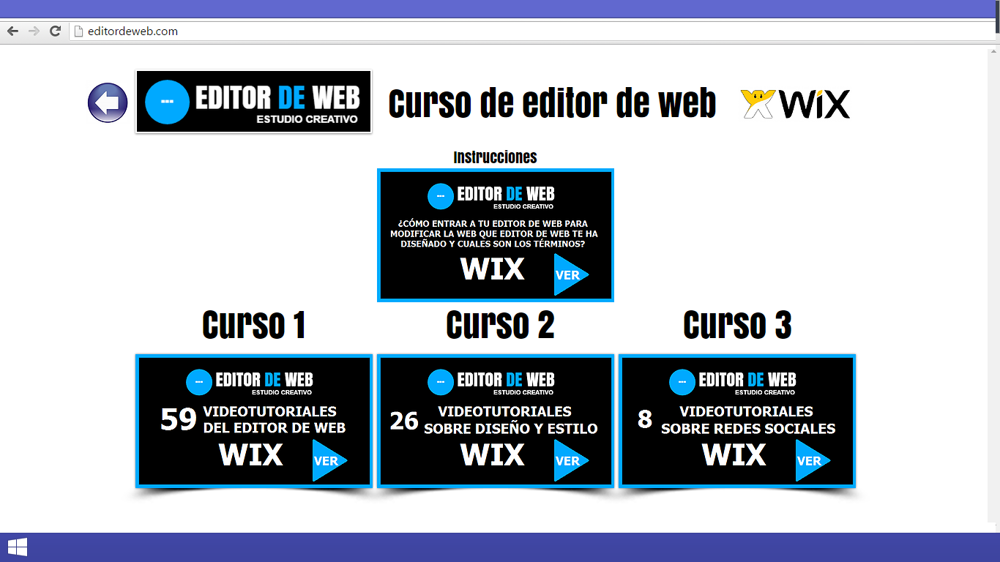 editordeweb.com
EDITOR DE WEB
ESTUDIO CREATIVO
Curso de editor de web
WiX
Instrucciones
EDITOR DE WEB
ESTUDIO CREATIVO
¿CÓMO ENTRAR A TU EDITOR DE WEB PARA
MODIFICAR LA WEB QUE EDITOR DE WEB TE HA
DISEÑADO Y CUALES SON LOS TÉRMINOS?
WIX
VER
Curso 1
EDITOR DE WEB
ESTUDIO CREATIVO
59 VIDEOTUTORIALES
DEL EDITOR DE WEB
WIX
VER
Curso 2
EDITOR DE WEB
ESTUDIO CREATIVO
26 VIDEOTUTORIALES
SOBRE DISEÑO Y ESTILO
WIX
VER
Curso 3
EDITOR DE WEB
ESTUDIO CREATIVO
8 VIDEOTUTORIALES
SOBRE REDES SOCIALES
WIX
VER